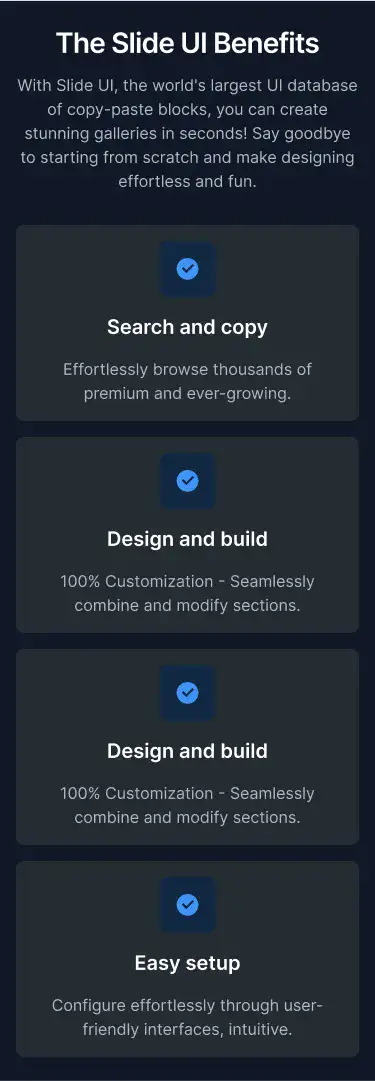 The Slide UI Benefits
With Slide UI, the world's largest UI database
of copy-paste blocks, you can create
stunning galleries in seconds! Say goodbye
to starting from scratch and make designing
effortless and fun.
Search and copy
Effortlessly browse thousands of
premium and ever-growing.
Design and build
100% Customization - Seamlessly
combine and modify sections.
Design and build
100% Customization - Seamlessly
combine and modify sections.
Easy setup
Configure effortlessly through user-
friendly interfaces, intuitive.